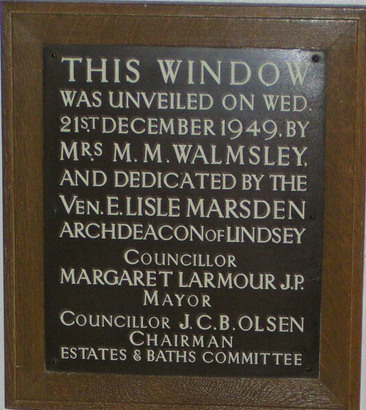 THIS WINDOW
WAS UNVEILED ON WED.
21ST DECEMBER 1949. BY
MRS M. M. WALMSLEY,
AND DEDICATED BY THE
VEN. E. LISLE MARSDEN
ARCHDEACON OF LINDSEY
COUNCILLOR
MARGARET LARMOUR J.P.
MAYOR
COUNCILLOR J.C.B. OLSEN
CHAIRMAN
ESTATES & BATHS COMMITTEE